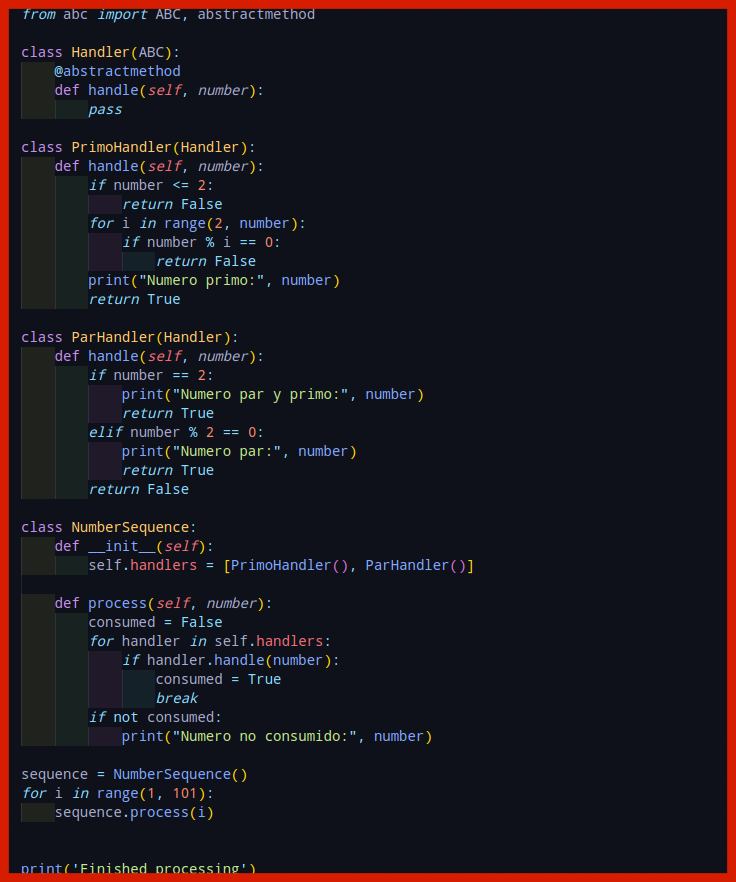 from abc import ABC, abstractmethod

class Handler(ABC):
    @abstractmethod
    def handle(self, number):
        pass

class PrimoHandler(Handler):
    def handle(self, number):
        if number <= 2:
            return False
        for i in range(2, number):
            if number % i == 0:
                return False
        print("Numero primo:", number)
        return True

class ParHandler(Handler):
    def handle(self, number):
        if number == 2:
            print("Numero par y primo:", number)
            return True
        elif number % 2 == 0:
            print("Numero par:", number)
            return True
        return False

class NumberSequence:
    def __init__(self):
        self.handlers = [PrimoHandler(), ParHandler()]

    def process(self, number):
        consumed = False
        for handler in self.handlers:
            if handler.handle(number):
                consumed = True
                break
        if not consumed:
            print("Numero no consumido:", number)

sequence = NumberSequence()
for i in range(1, 101):
    sequence.process(i)


print('Finished processing')